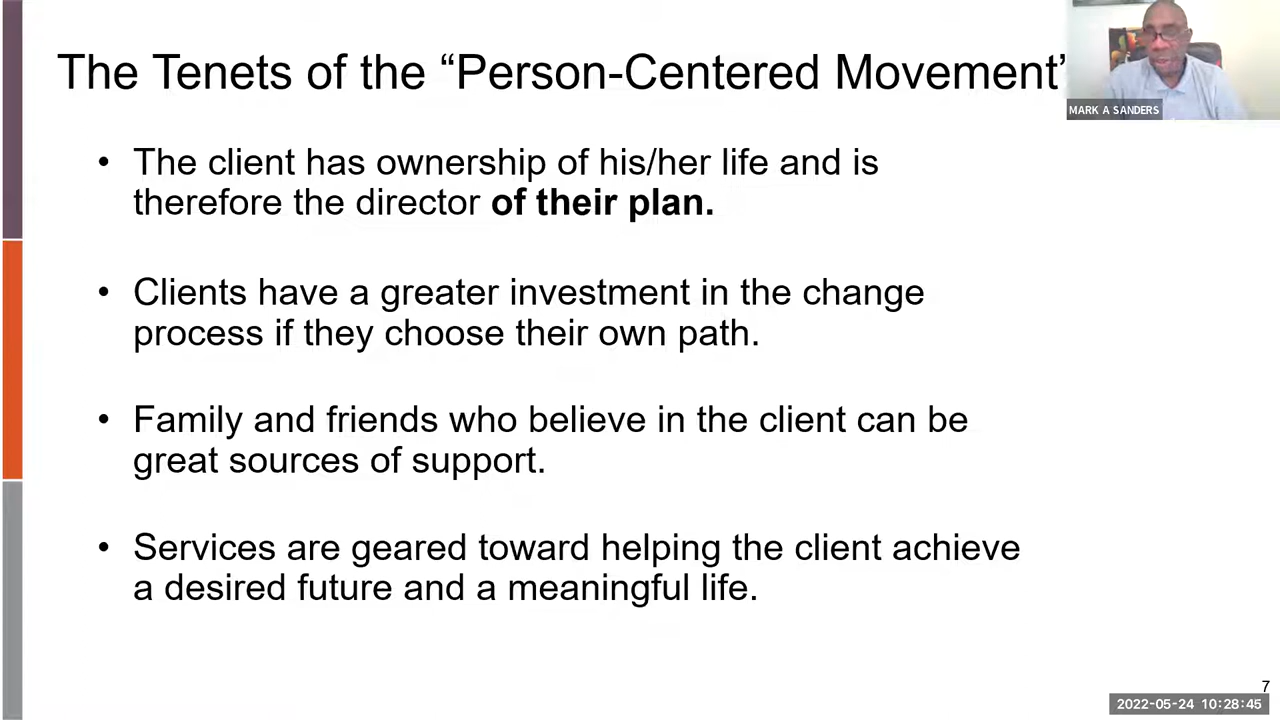 The Tenets of the “Person-Centered Movement”
MARK A SANDERS
• The client has ownership of his/her life and is
therefore the director of their plan.
• Clients have a greater investment in the change
process if they choose their own path.
• Family and friends who believe in the client can be
great sources of support.
• Services are geared toward helping the client achieve
a desired future and a meaningful life.
7
2022-05-24 10:28:45